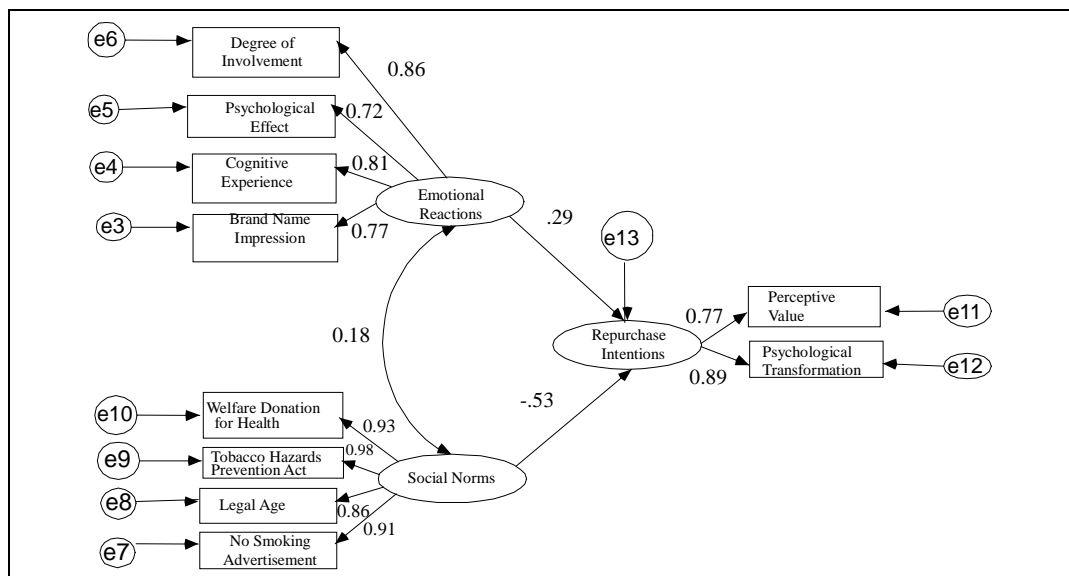 e6
Degree of
Involvement
0.86
e5
Psychological
Effect
0.72
e4
Cognitive
Experience
0.81
Emotional
Reactions
e3
Brand Name
Impression
0.77
.29
e13
0.18
Repurchase
Intentions
0.77
Perceptive
Value
e11
0.89
Psychological
Transformation
e12
-.53
e10
Welfare Donation
for Health
0.93
e9
Tobacco Hazards
Prevention Act
0.98
Social Norms
e8
Legal Age
0.86
e7
No Smoking
Advertisement
0.91